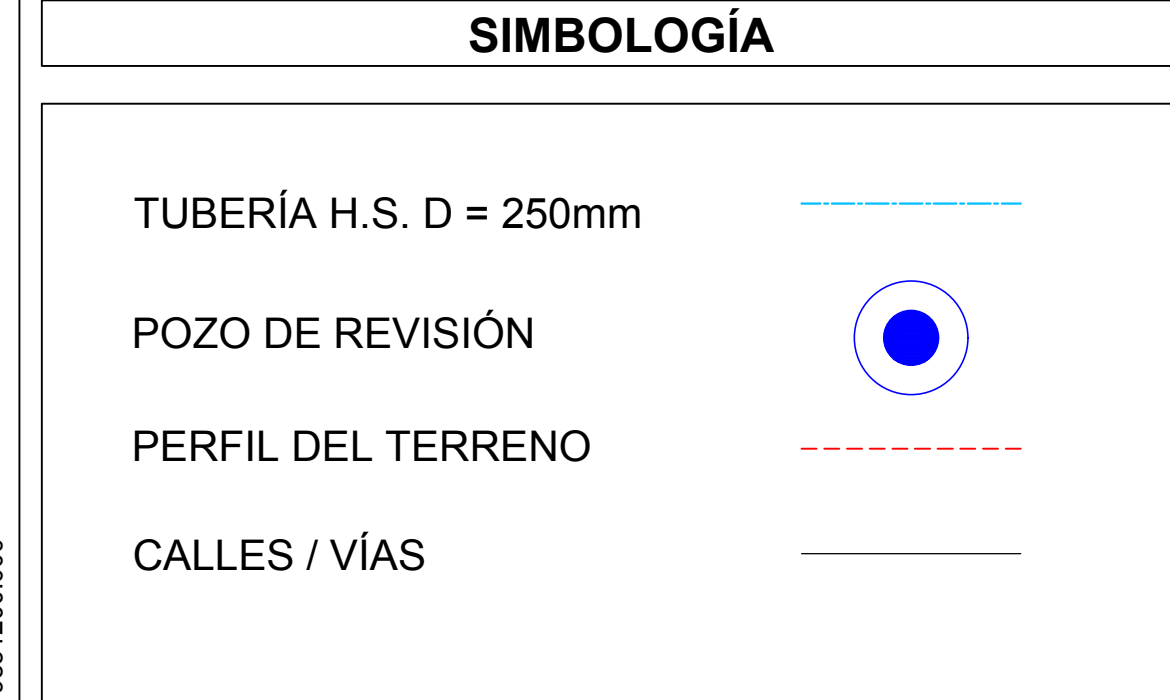 SIMBOLOGÍA
TUBERÍA H.S. D = 250mm
POZO DE REVISIÓN
PERFIL DEL TERRENO
CALLES / VÍAS